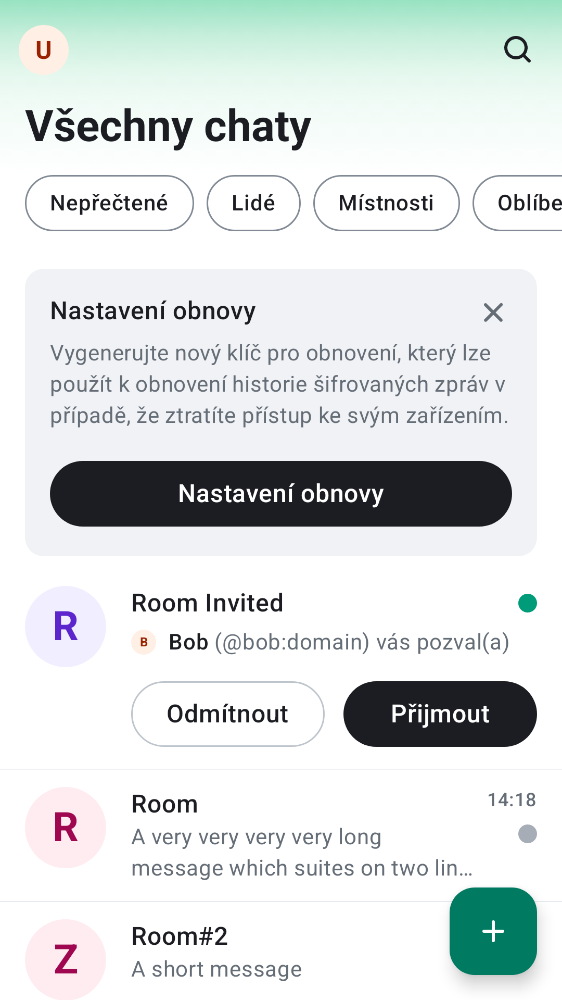 U
Všechny chaty
Nepřečtené
Lidé
Místnosti
Oblíbe
Nastavení obnovy
Vygenerujte nový klíč pro obnovení, který lze
použít k obnovení historie šifrovaných zpráv v
případě, že ztratíte přístup ke svým zařízením.
Nastavení obnovy
R
Room Invited
B Bob (@bob:domain) vás pozval(a)
Odmítnout
Přijmout
R
Room
14:18
A very very very very long
message which suites on two lin…
Z
Room#2
A short message